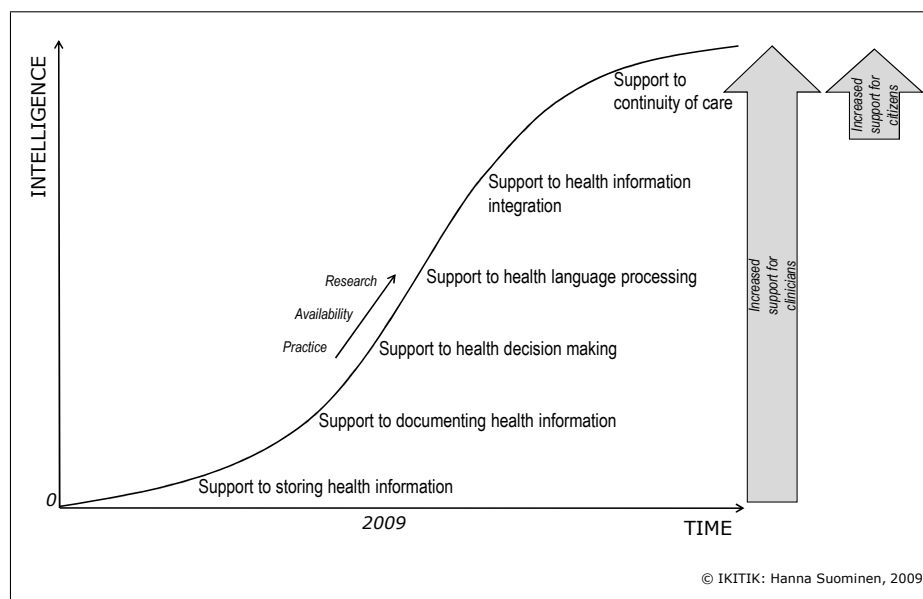 INTELLIGENCE
Support to
continuity of care
Increased
support for
clinicians
Increased
support for
citizens
Support to health information
integration
Research
Availability
Practice
Support to health language processing
Support to health decision making
Support to documenting health information
Support to storing health information
0
2009
TIME
© IKITIK: Hanna Suominen, 2009